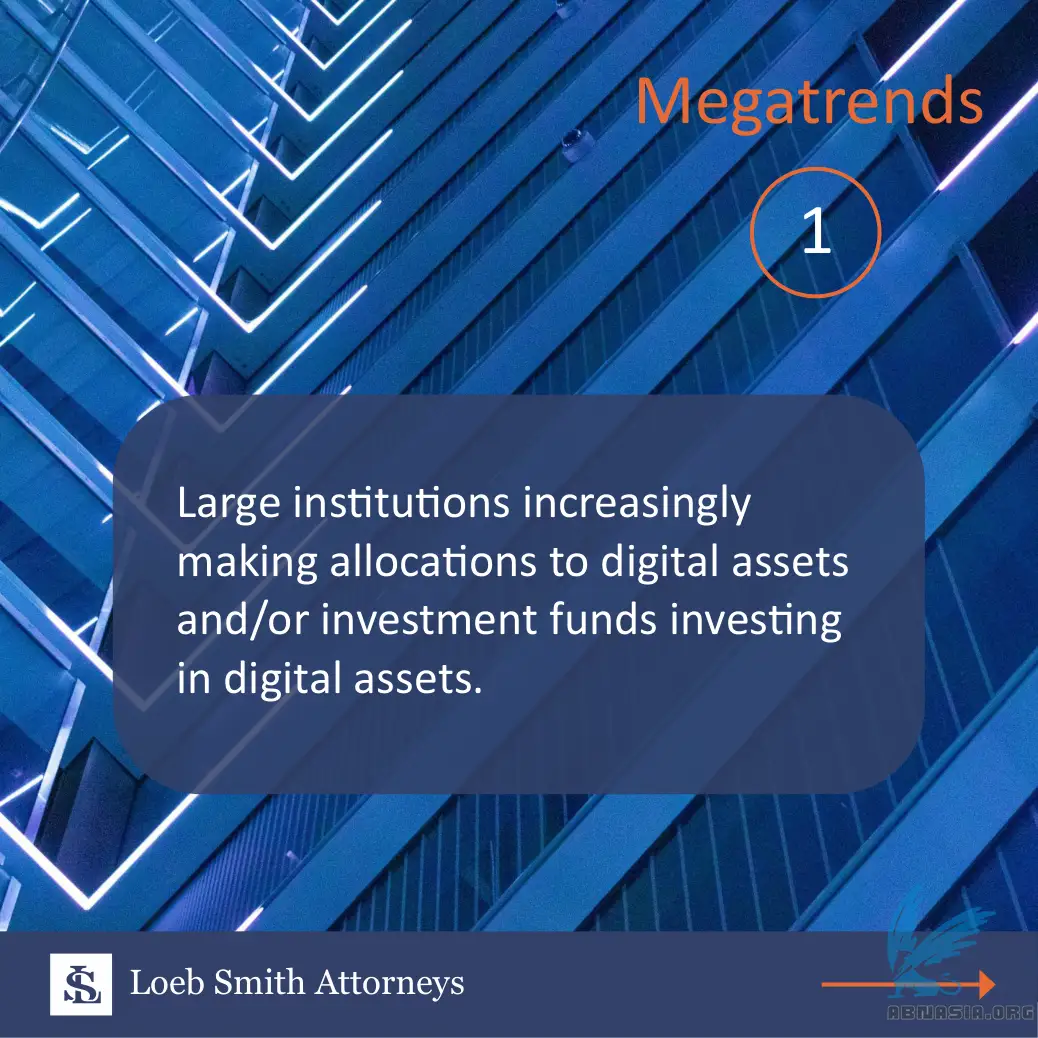 Megatrends
1
Large institutions increasingly
making allocations to digital assets
and/or investment funds investing
in digital assets.
LS Loeb Smith Attorneys
ABNASIA.ORG